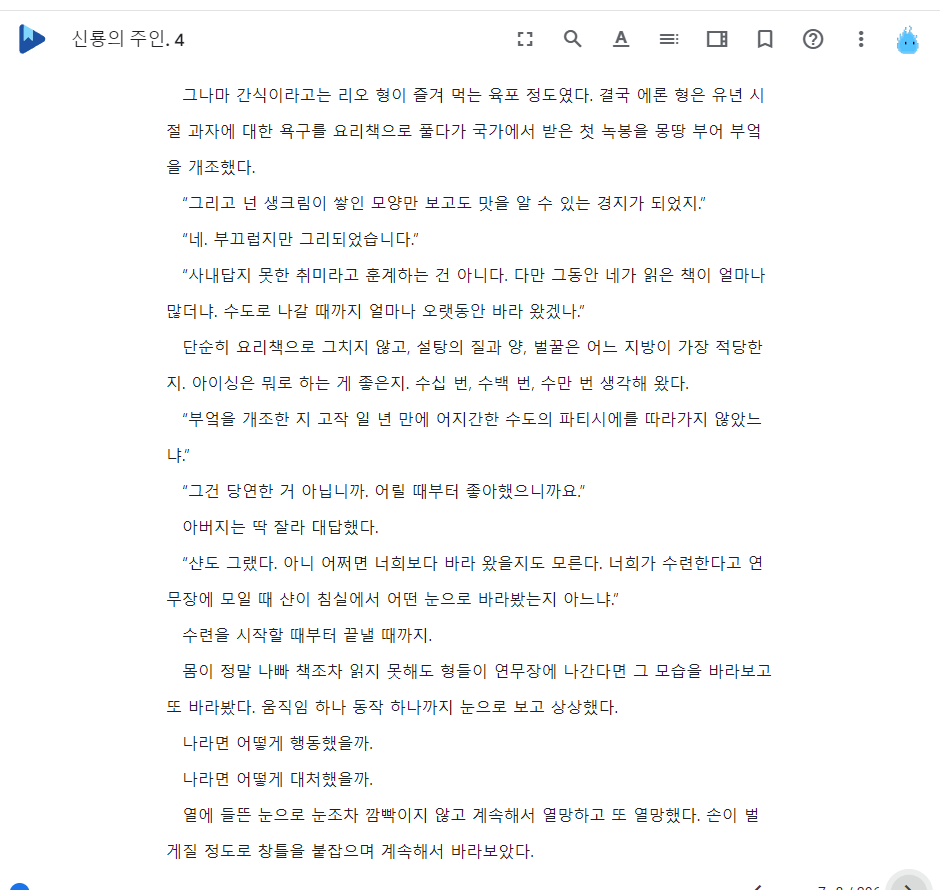 신룡의 주인. 4
그나마 간식이라고는 리오 형이 즐겨 먹는 육포 정도였다. 결국 에론 형은 유년 시
절 과자에 대한 욕구를 요리책으로 풀다가 국가에서 받은 첫 녹봉을 몽땅 부어 부엌
을 개조했다.
“그리고 넌 생크림이 쌓인 모양만 보고도 맛을 알 수 있는 경지가 되었지.”
“네. 부끄럽지만 그리되었습니다.”
“사내답지 못한 취미라고 훈계하는 건 아니다. 다만 그동안 네가 읽은 책이 얼마나
많더냐. 수도로 나갈 때까지 얼마나 오랫동안 바라 왔겠나.”
단순히 요리책으로 그치지 않고, 설탕의 질과 양, 벌꿀은 어느 지방이 가장 적당한
지. 아이싱은 뭐로 하는 게 좋은지. 수십 번, 수백 번, 수만 번 생각해 왔다.
“부엌을 개조한 지 고작 일 년 만에 어지간한 수도의 파티시에를 따라가지 않았느
냐.”
“그건 당연한 거 아닙니까. 어릴 때부터 좋아했으니까요.”
아버지는 딱 잘라 대답했다.
“샨도 그랬다. 아니 어쩌면 너희보다 바라 왔을지도 모른다. 너희가 수련한다고 연
무장에 모일 때 샨이 침실에서 어떤 눈으로 바라봤는지 아느냐.”
수련을 시작할 때부터 끝낼 때까지.
몸이 정말 나빠 책조차 읽지 못해도 형들이 연무장에 나간다면 그 모습을 바라보고
또 바라봤다. 움직임 하나 동작 하나까지 눈으로 보고 상상했다.
나라면 어떻게 행동했을까.
나라면 어떻게 대처했을까.
열에 들뜬 눈으로 눈조차 깜빡이지 않고 계속해서 열망하고 또 열망했다. 손이 벌
게질 정도로 창틀을 붙잡으며 계속해서 바라보았다.